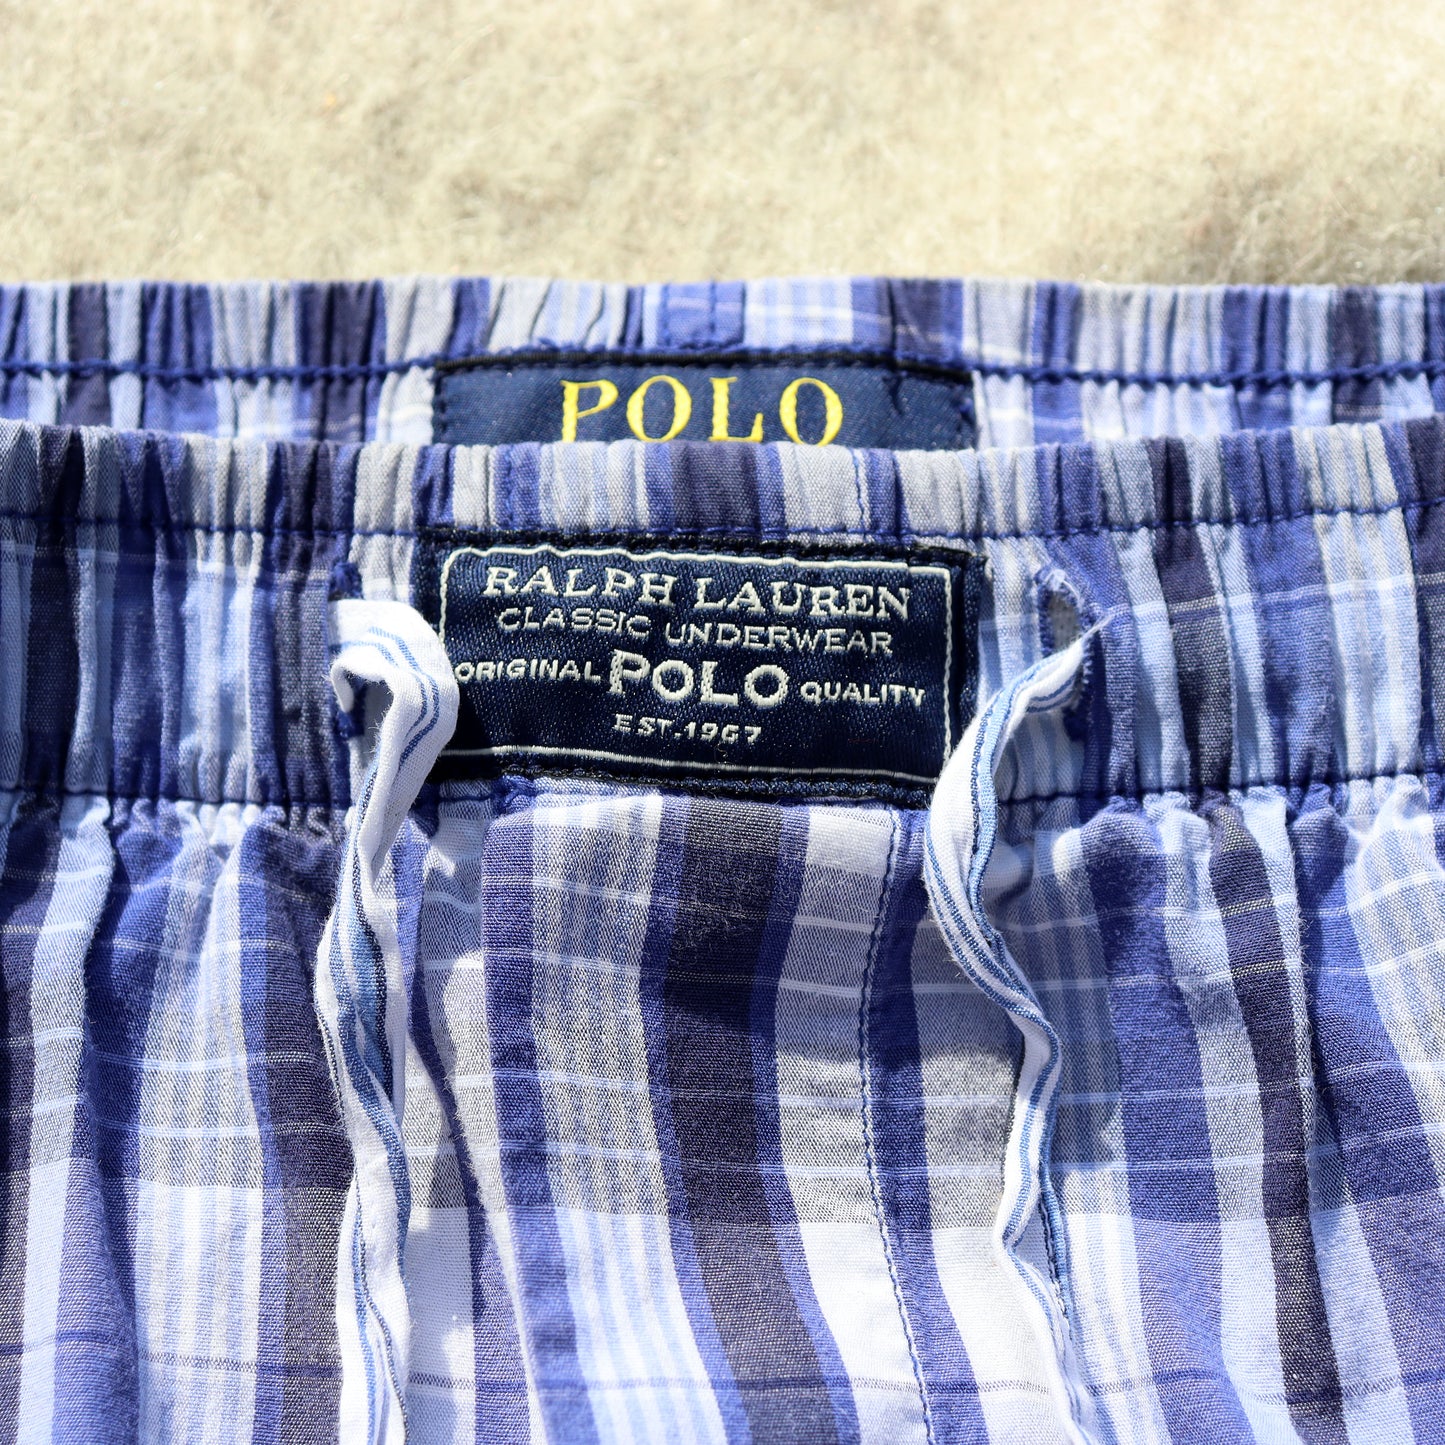 POLO
RALPH LAUREN
CLASSIC UNDERWEAR
ORIGINAL POLO QUALITY
EST.1967